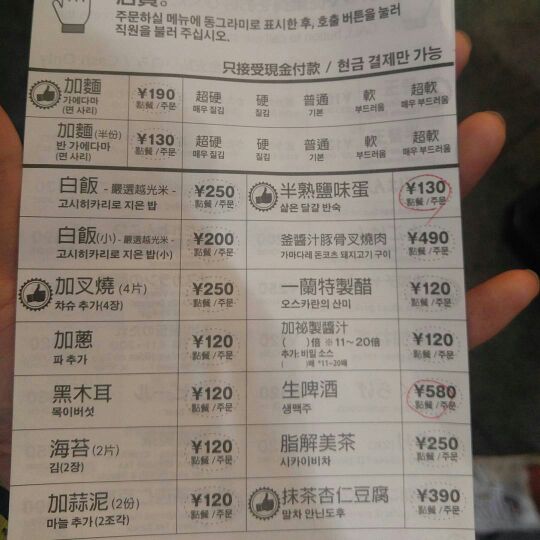 주문하실 메뉴에 동그라미로 표시한 후, 호출 버튼을 눌러
직원을 불러 주십시오.
只接受現金付款 / 현금 결제만 가능
加麵 ¥190 超硬 硬 普通 軟 超軟
가에다마 點餐 / 주문 매우 질김 질김 기본 부드러움 매우 부드러움
(면 사리)
加麵(半份) ¥130 超硬 硬 普通 軟 超軟
반 가에다마 點餐 / 주문 매우 질김 질김 기본 부드러움 매우 부드러움
(면 사리)
白飯 - 嚴選越光米 - ¥250
고시히카리로 지은 밥 點餐 / 주문
半熟鹽味蛋 ¥130
삶은 달걀 반숙 點餐 / 주문
白飯(小) - 嚴選越光米 - ¥200
고시히카리로 지은 밥(小) 點餐 / 주문
釜醬汁豚骨叉燒肉 ¥490
가마다레 돈코츠 돼지고기 구이 點餐 / 주문
加叉燒(4片) ¥250
챠슈 추가(4장) 點餐 / 주문
一蘭特製醋 ¥120
오스카란의 산미 點餐 / 주문
加蔥 ¥120
파 추가 點餐 / 주문
加祕製醬汁
( )倍 ※11～20倍 ¥120
추가: 비밀 소스 點餐 / 주문
( )배 *11~20배
黑木耳 ¥120
목이버섯 點餐 / 주문
生啤酒 ¥580
생맥주 點餐 / 주문
海苔(2片) ¥120
김(2장) 點餐 / 주문
脂解美茶 ¥250
시카이비차 點餐 / 주문
加蒜泥(2份) ¥120
마늘 추가(2조각) 點餐 / 주문
抹茶杏仁豆腐 ¥390
말차 안닌도후 點餐 / 주문